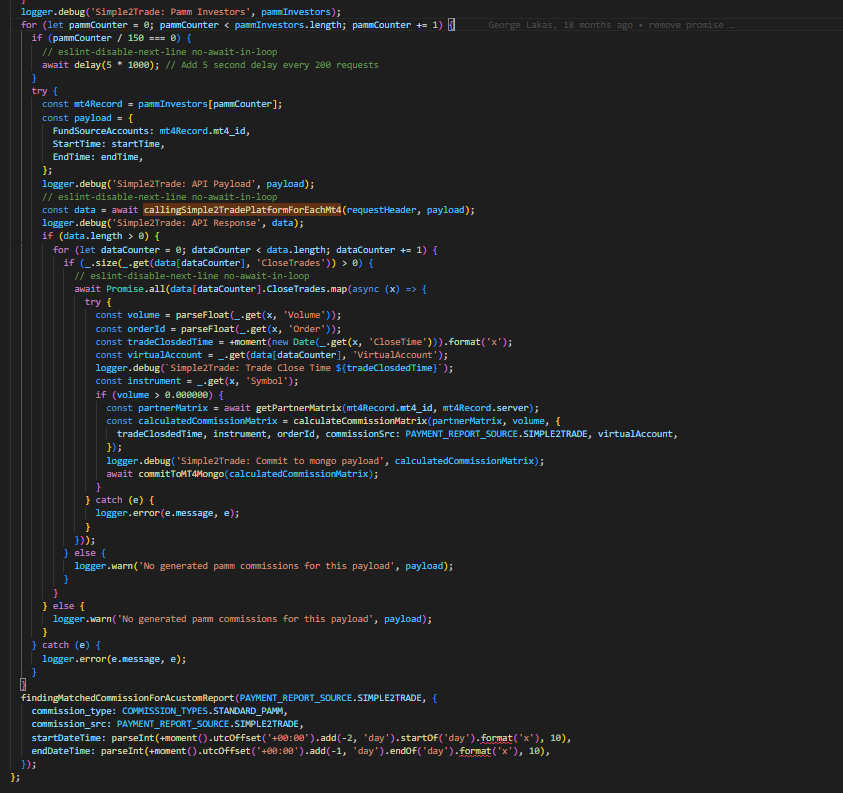 logger.debug('Simple2Trade: Pamm Investors', pammInvestors);
for (let pammCounter = 0; pammCounter < pammInvestors.length; pammCounter += 1) { George Lakas, 18 months ago • remove promise …
if (pammCounter / 150 === 0) {
// eslint-disable-next-line no-await-in-loop
await delay(5 * 1000); // Add 5 second delay every 200 requests
}
try {
const mt4Record = pammInvestors[pammCounter];
const payload = {
FundSourceAccounts: mt4Record.mt4_id,
StartTime: startTime,
EndTime: endTime,
};
logger.debug('Simple2Trade: API Payload', payload);
// eslint-disable-next-line no-await-in-loop
const data = await callingSimple2TradePlatformForEachMt4(requestHeader, payload);
logger.debug('Simple2Trade: API Response', data);
if (data.length > 0) {
for (let dataCounter = 0; dataCounter < data.length; dataCounter += 1) {
if (_.size(_.get(data[dataCounter], 'CloseTrades')) > 0) {
// eslint-disable-next-line no-await-in-loop
await Promise.all(data[dataCounter].CloseTrades.map(async (x) => {
try {
const volume = parseFloat(_.get(x, 'Volume'));
const orderId = parseFloat(_.get(x, 'Order'));
const tradeClosdedTime = +moment(new Date(_.get(x, 'CloseTime'))).format('x');
const virtualAccount = _.get(data[dataCounter], 'VirtualAccount');
logger.debug(`Simple2Trade: Trade Close Time ${tradeClosdedTime}`);
const instrument = _.get(x, 'Symbol');
if (volume > 0.000000) {
const partnerMatrix = await getPartnerMatrix(mt4Record.mt4_id, mt4Record.server);
const calculatedCommissionMatrix = calculateCommissionMatrix(partnerMatrix, volume, {
tradeClosdedTime, instrument, orderId, commissionSrc: PAYMENT_REPORT_SOURCE.SIMPLE2TRADE, virtualAccount,
});
logger.debug('Simple2Trade: Commit to mongo payload', calculatedCommissionMatrix);
await commitToMT4Mongo(calculatedCommissionMatrix);
}
} catch (e) {
logger.error(e.message, e);
}
}));
} else {
logger.warn('No generated pamm commissions for this payload', payload);
}
}
} else {
logger.warn('No generated pamm commissions for this payload', payload);
}
} catch (e) {
logger.error(e.message, e);
}
}
findingMatchedCommissionForAcustomReport(PAYMENT_REPORT_SOURCE.SIMPLE2TRADE, {
commission_type: COMMISSION_TYPES.STANDARD_PAMM,
commission_src: PAYMENT_REPORT_SOURCE.SIMPLE2TRADE,
startDateTime: parseInt(+moment().utcOffset('+00:00').add(-2, 'day').startOf('day').format('x'), 10),
endDateTime: parseInt(+moment().utcOffset('+00:00').add(-1, 'day').endOf('day').format('x'), 10),
});
};